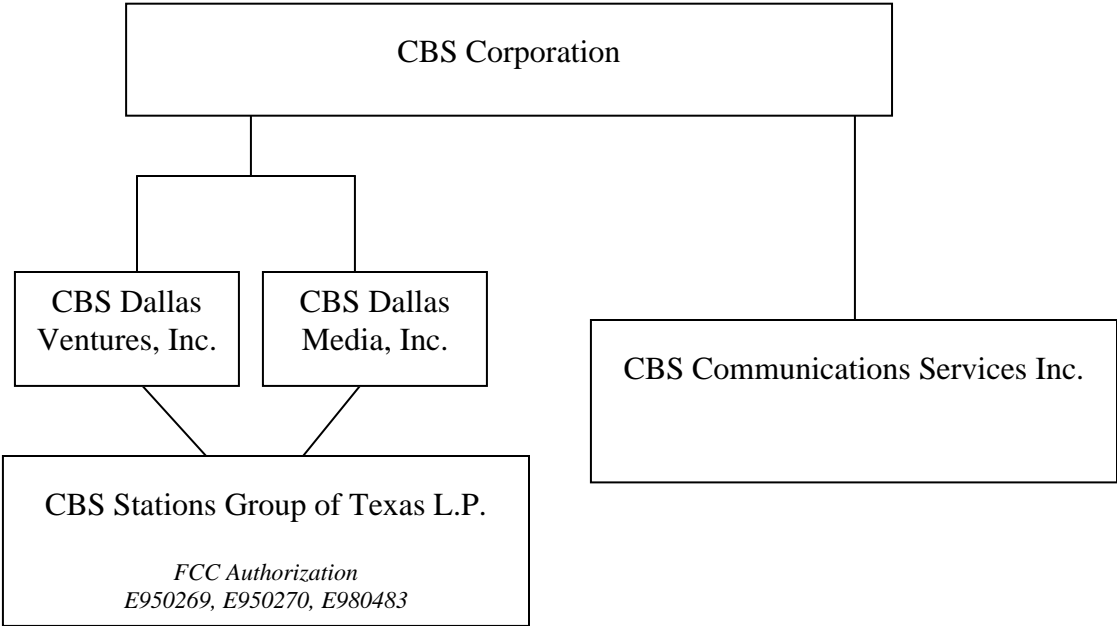 CBS Corporation
CBS Dallas
Ventures, Inc.
CBS Dallas
Media, Inc.
CBS Communications Services Inc.
CBS Stations Group of Texas L.P.
FCC Authorization
E950269, E950270, E980483